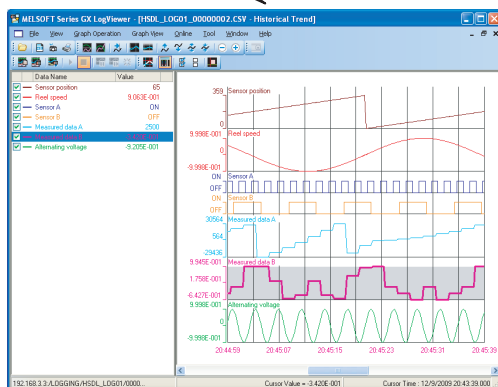 MELSOFT Series GX LogViewer - [HSDL_LOG01_00000002.CSV - Historical Trend]
File View Graph Operation Graph View Online Tool Window Help
Data Name Value
Sensor position 65
Reel speed 9.063E-001
Sensor A ON
Sensor B OFF
Measured data A 2500
Alternating voltage -9.205E-001
359 Sensor position
0
9.998E-001 Reel speed
0
-9.998E-001
ON Sensor A
OFF
ON Sensor B
OFF
30564 Measured data A
564
-29436
9.945E-001 Measured data B
1.758E-001
-6.427E-001
9.998E-001 Alternating voltage
0
-9.998E-001
20:44:59 20:45:07 20:45:15 20:45:23 20:45:31 20:45:39
192.168.3.3:/LOGGING/HSDL_LOG01/0000... Cursor Value = -3.420E-001 Cursor Time : 12/9/2009 20:43:39.000